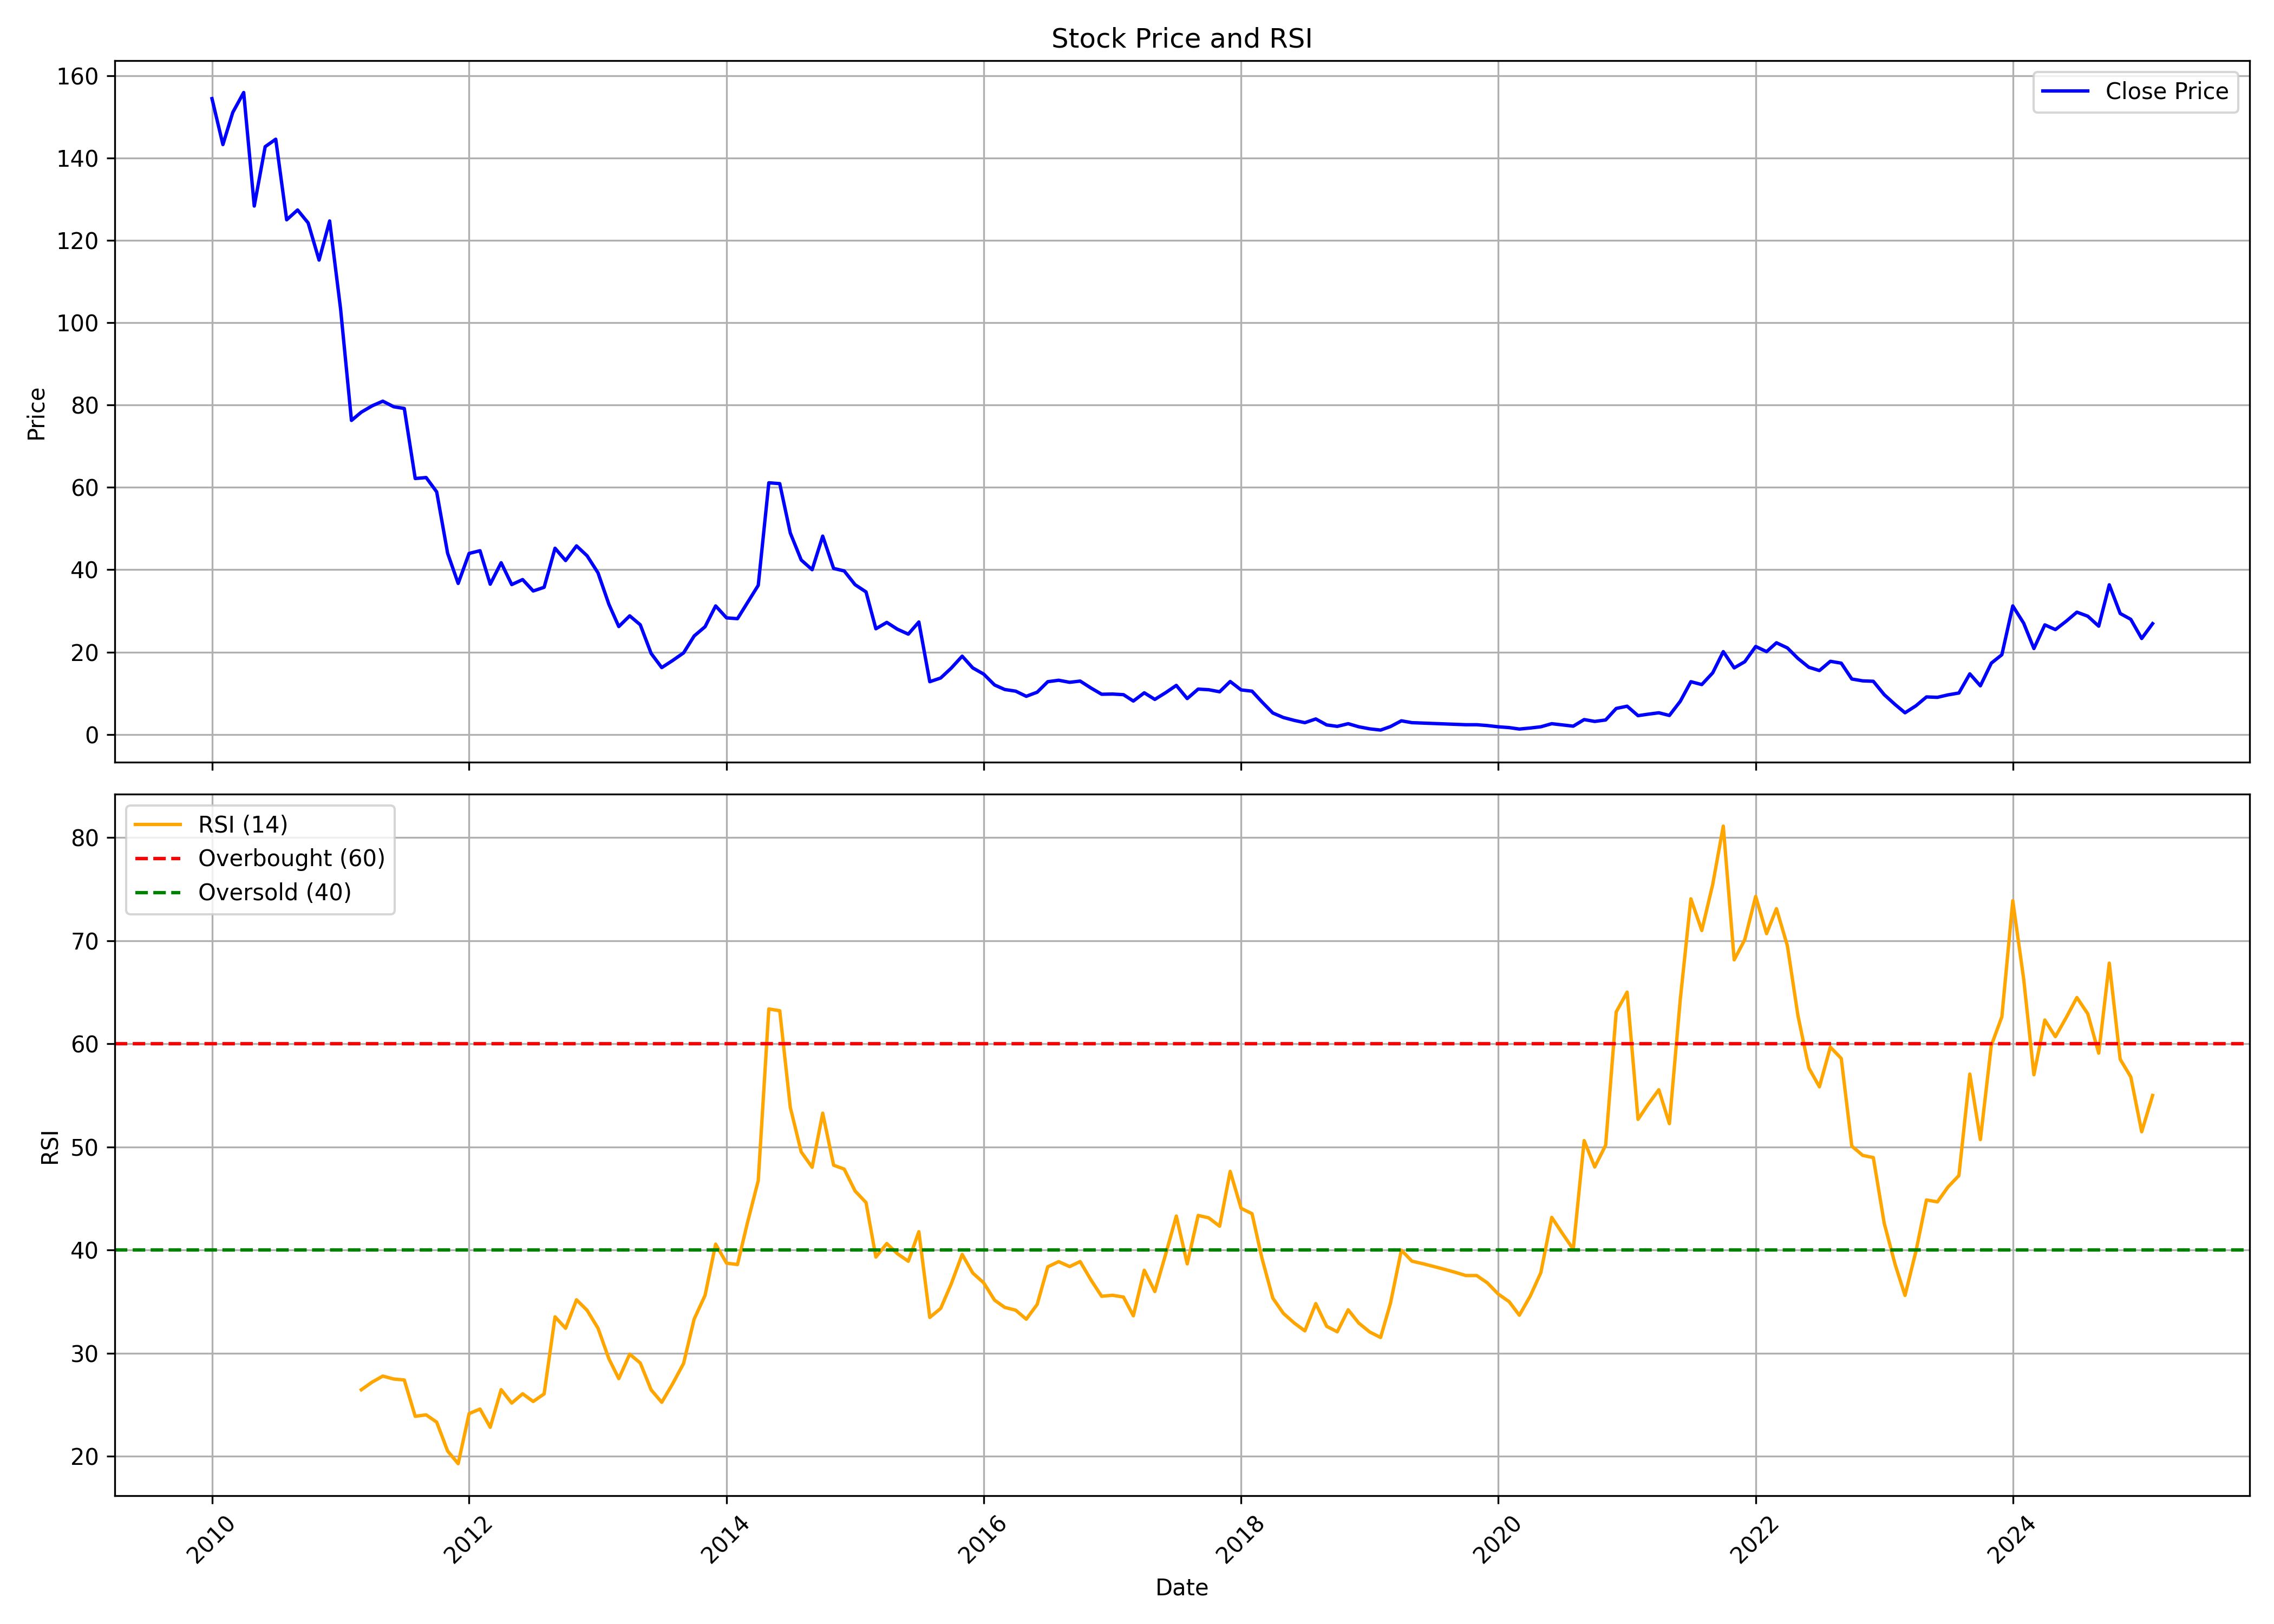 Stock Price and RSI
160
140
120
100
80
60
40
20
0
Price
Close Price
80
70
60
50
40
30
20
RSI
RSI (14)
Overbought (60)
Oversold (40)
2010 2012 2014 2016 2018 2020 2022 2024
Date